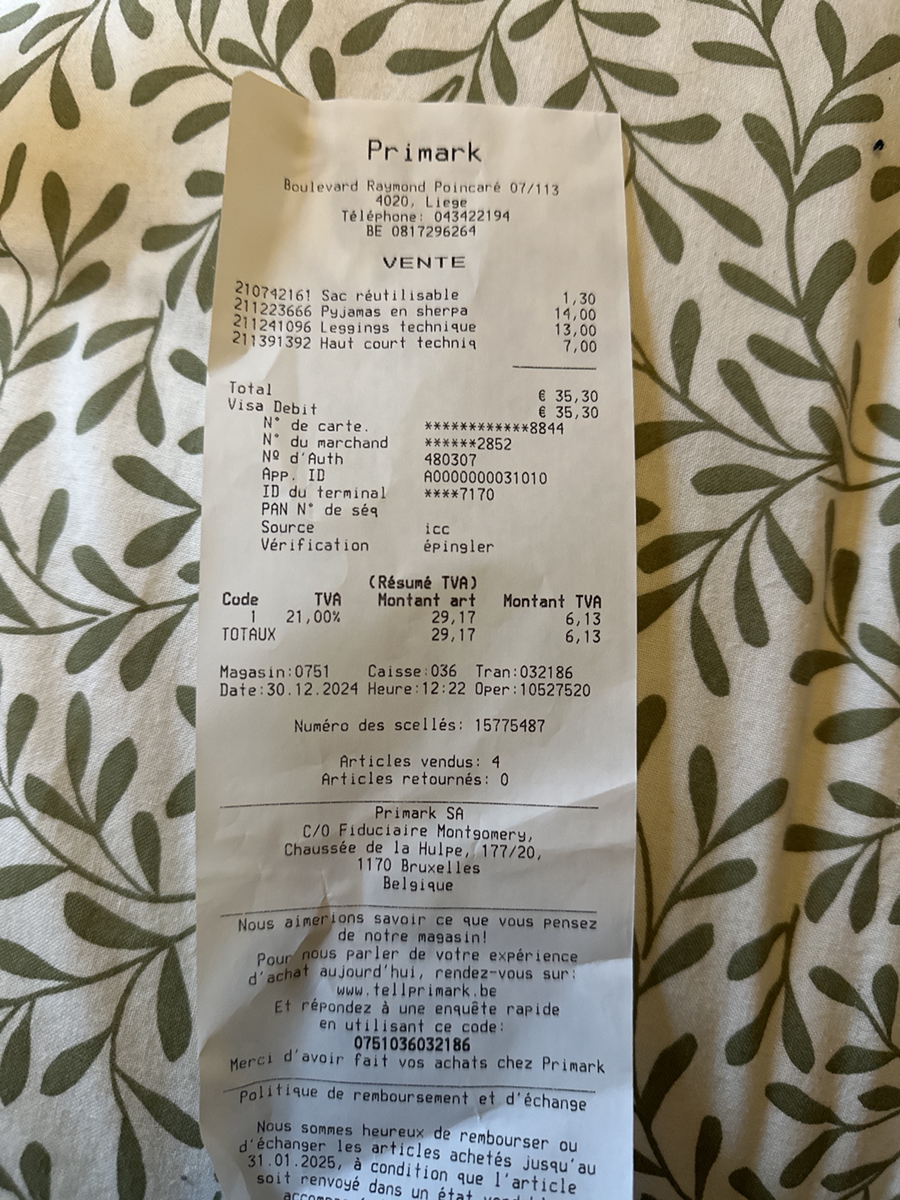 Primark
Boulevard Raymond Poincaré 07/113
4020, Liege
Téléphone: 043422194
BE 0817296264
VENTE
210742161 Sac réutilisable 1,30
211223666 Pyjamas en sherpa 14,00
211241096 Leggings technique 13,00
211391392 Haut court techniq 7,00
Total € 35,30
Visa Debit € 35,30
N° de carte. ************8844
N° du marchand ******2852
Nº d'Auth 480307
App. ID A0000000031010
ID du terminal ****7170
PAN N° de séq
Source icc
Vérification épingler
(Résumé TVA)
Code TVA Montant art Montant TVA
1 21,00% 29,17 6,13
TOTAUX 29,17 6,13
Magasin:0751 Caisse:036 Tran:032186
Date:30.12.2024 Heure:12:22 Oper:10527520
Numéro des scellés: 15775487
Articles vendus: 4
Articles retournés: 0
Primark SA
C/O Fiduciaire Montgomery,
Chaussée de la Hulpe, 177/20,
1170 Bruxelles
Belgique
Nous aimerions savoir ce que vous pensez
de notre magasin!
Pour nous parler de votre expérience
d'achat aujourd'hui, rendez-vous sur:
www.tellprimark.be
Et répondez à une enquête rapide
en utilisant ce code:
0751036032186
Merci d'avoir fait vos achats chez Primark
Politique de remboursement et d'échange
Nous sommes heureux de rembourser ou
d'échanger les articles achetés jusqu'au
31.01.2025, à condition que l'article
soit renvoyé dans un état